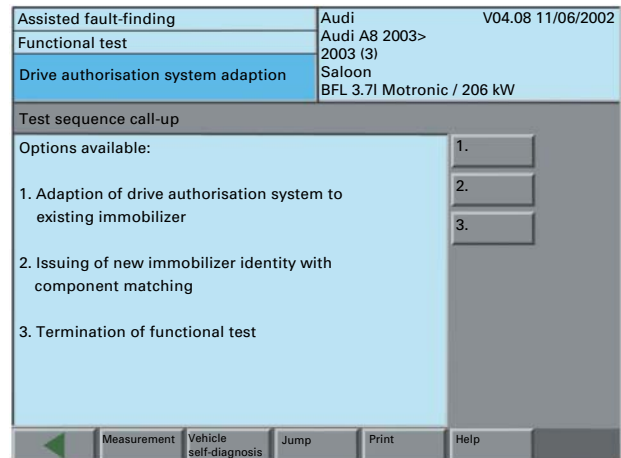 Assisted fault-finding
Functional test
Drive authorisation system adaption
Audi V04.08 11/06/2002
Audi A8 2003>
2003 (3)
Saloon
BFL 3.7l Motronic / 206 kW
Test sequence call-up
Options available:
1. Adaption of drive authorisation system to
existing immobilizer
2. Issuing of new immobilizer identity with
component matching
3. Termination of functional test
1.
2.
3.
Measurement
Vehicle
self-diagnosis
Jump
Print
Help